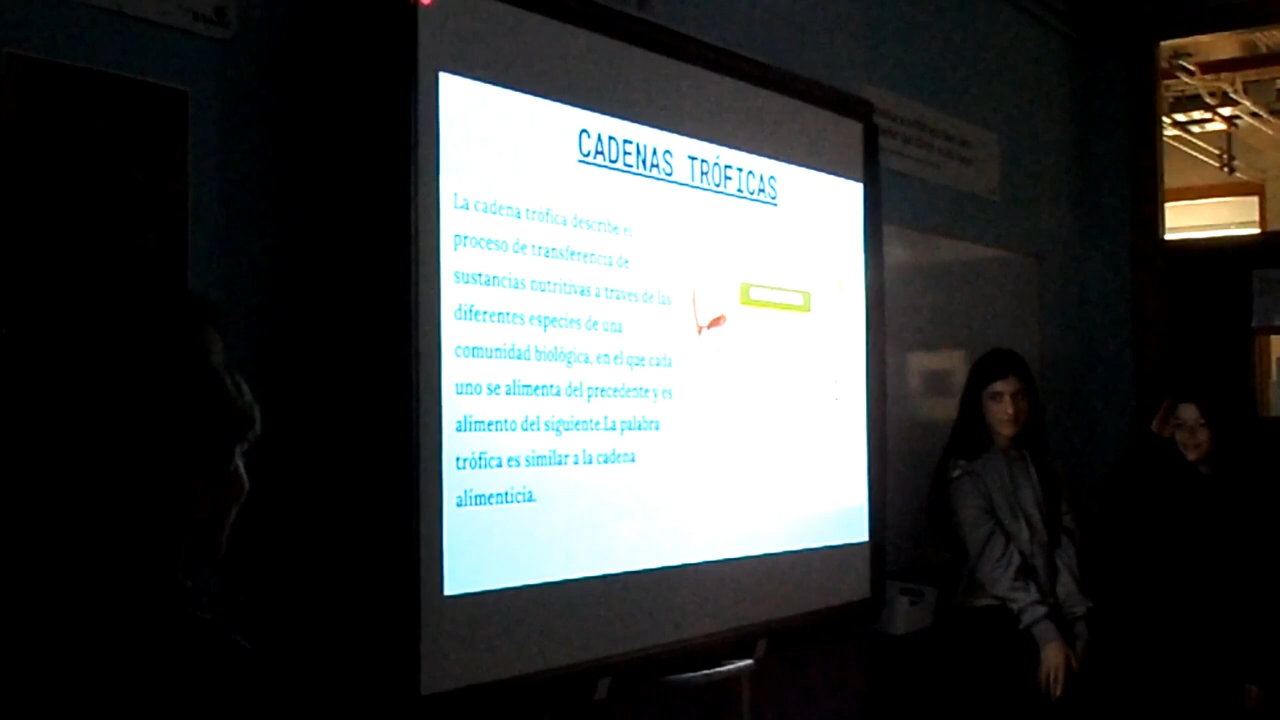 CADENAS TRÓFICAS
La cadena trófica describe el
proceso de transferencia de
sustancias nutritivas a través de las
diferentes especies de una
comunidad biológica, en el que cada
uno se alimenta del precedente y es
alimento del siguiente.La palabra
trófica es similar a la cadena
alimenticia.